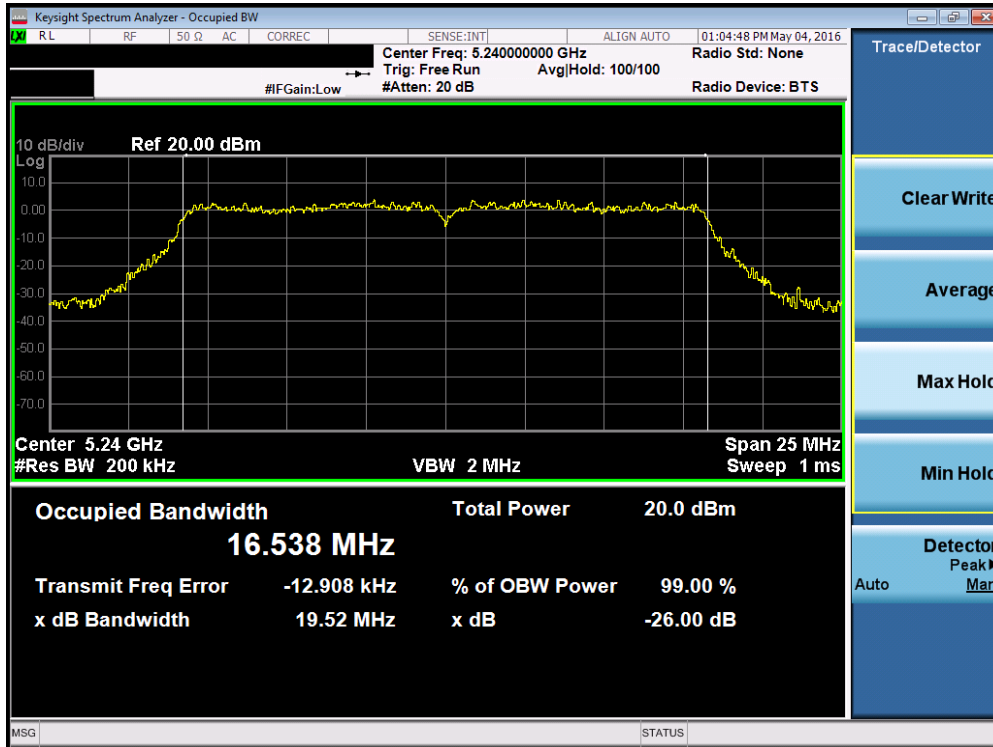 Keysight Spectrum Analyzer - Occupied BW
LXI RL RF 50 Ω AC CORREC SENSE:INT ALIGN AUTO 01:04:48 PM May 04, 2016
Center Freq: 5.240000000 GHz Radio Std: None
Trig: Free Run Avg|Hold: 100/100
#IFGain:Low #Atten: 20 dB Radio Device: BTS
Trace/Detector
10 dB/div Ref 20.00 dBm
Log
10.0
0.00
-10.0
-20.0
-30.0
-40.0
-50.0
-60.0
-70.0
Center 5.24 GHz Span 25 MHz
#Res BW 200 kHz VBW 2 MHz Sweep 1 ms
Clear Write
Average
Max Hold
Min Hold
Detector
Peak
Auto Man
Occupied Bandwidth Total Power 20.0 dBm
16.538 MHz
Transmit Freq Error -12.908 kHz % of OBW Power 99.00 %
x dB Bandwidth 19.52 MHz x dB -26.00 dB
MSG STATUS